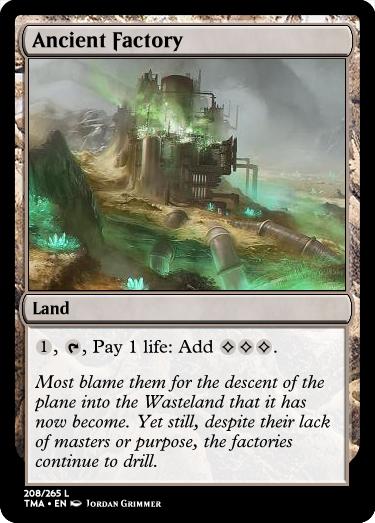 Ancient Factory
Land
1, T, Pay 1 life: Add ◇◇◇.
Most blame them for the descent of the
plane into the Wasteland that it has
now become. Yet still, despite their lack
of masters or purpose, the factories
continue to drill.
208/265 L
TMA • EN Jordan Grimmer